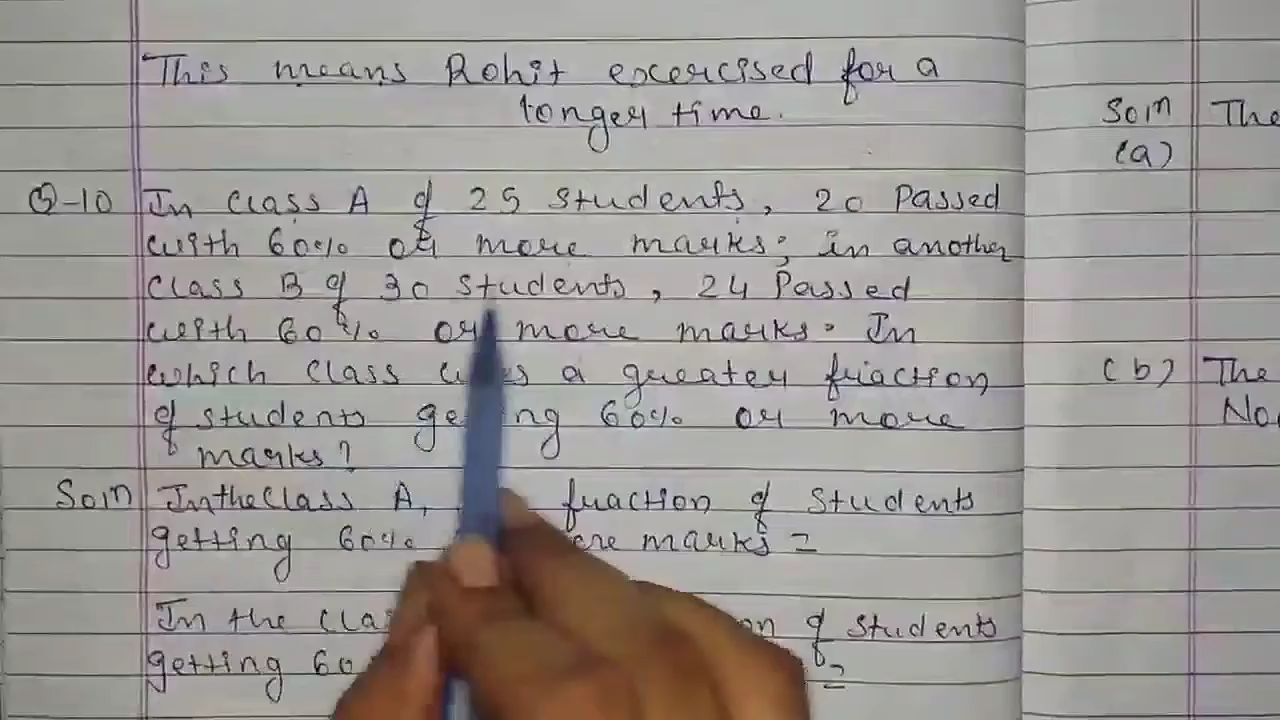 This means Rohit excercised for a
longer time.
Q-10 In class A of 25 students, 20 Passed
with 60% or more marks; in another
class B of 30 students, 24 Passed
with 60% or more marks. In
which class was a greater fraction
of students getting 60% or more
marks?
Soln In the class A, fraction of students
getting 60% more marks =
In the of students
getting 60 =
Soln The
(a)
(b) The
No.